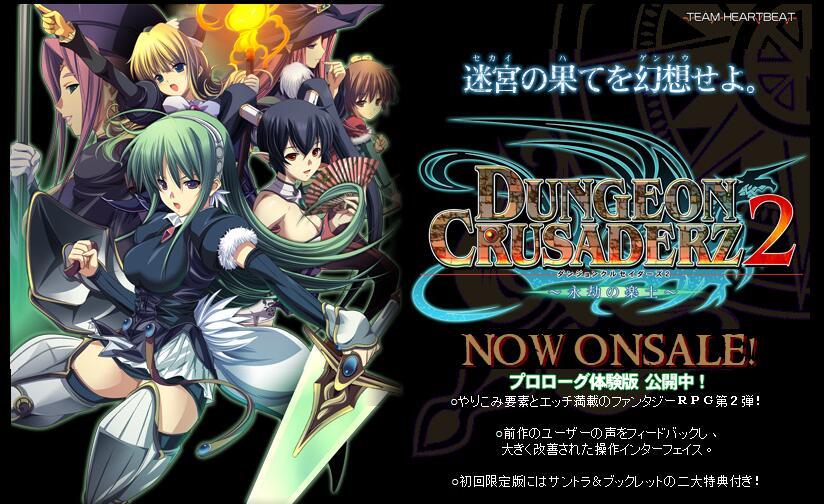 -TEAM-HEARTBEAT-
セカイ ハ ゲンソウ
迷宮の果てを幻想せよ。
DUNGEON
CRUSADERZ 2
ダンジョンクルセイダーズ2
～永劫の楽土～
NOW ONSALE!
プロローグ体験版 公開中！
○やりこみ要素とエッチ満載のファンタジーＲＰＧ第２弾！
○前作のユーザーの声をフィードバックし、
大きく改善された操作インターフェイス。
○初回限定版にはサントラ＆ブックレットの二大特典付き！